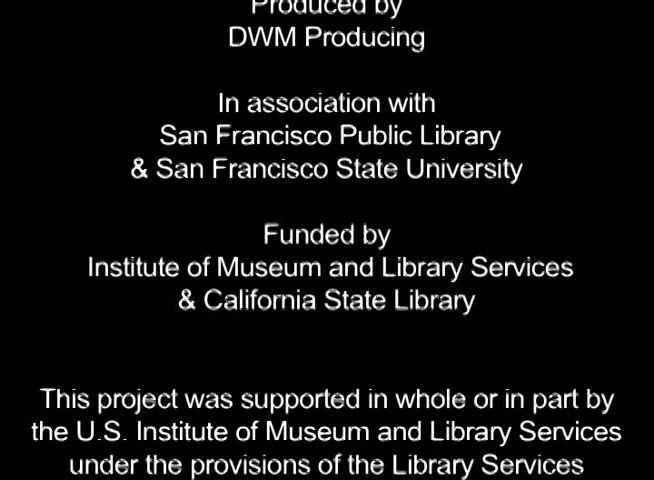 Produced by
DWM Producing
In association with
San Francisco Public Library
& San Francisco State University
Funded by
Institute of Museum and Library Services
& California State Library
This project was supported in whole or in part by
the U.S. Institute of Museum and Library Services
under the provisions of the Library Services